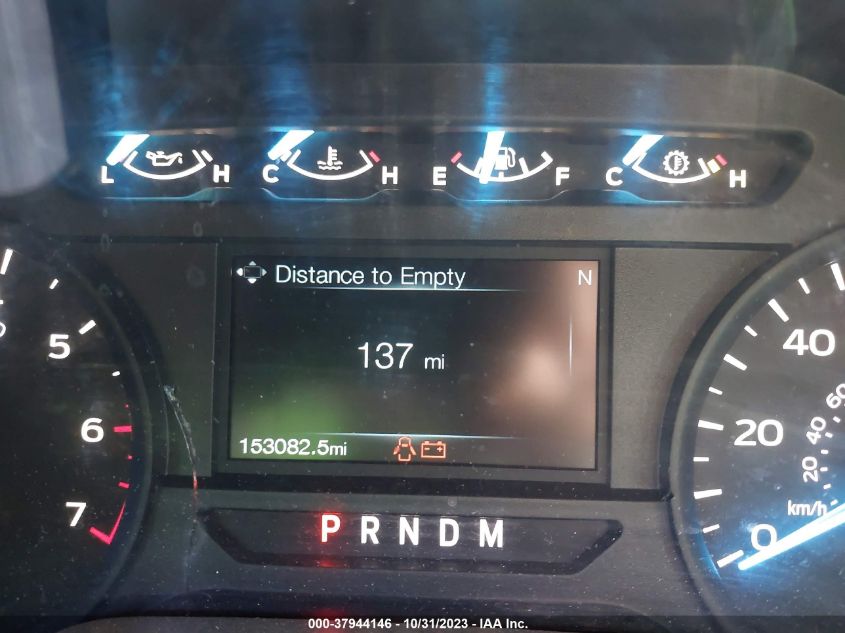 L H C H E F C H
Distance to Empty N
137 mi
153082.5mi
5
6
7
40
20
0
60
40
20
km/h
P R N D M
000-37944146 - 10/31/2023 - IAA Inc.